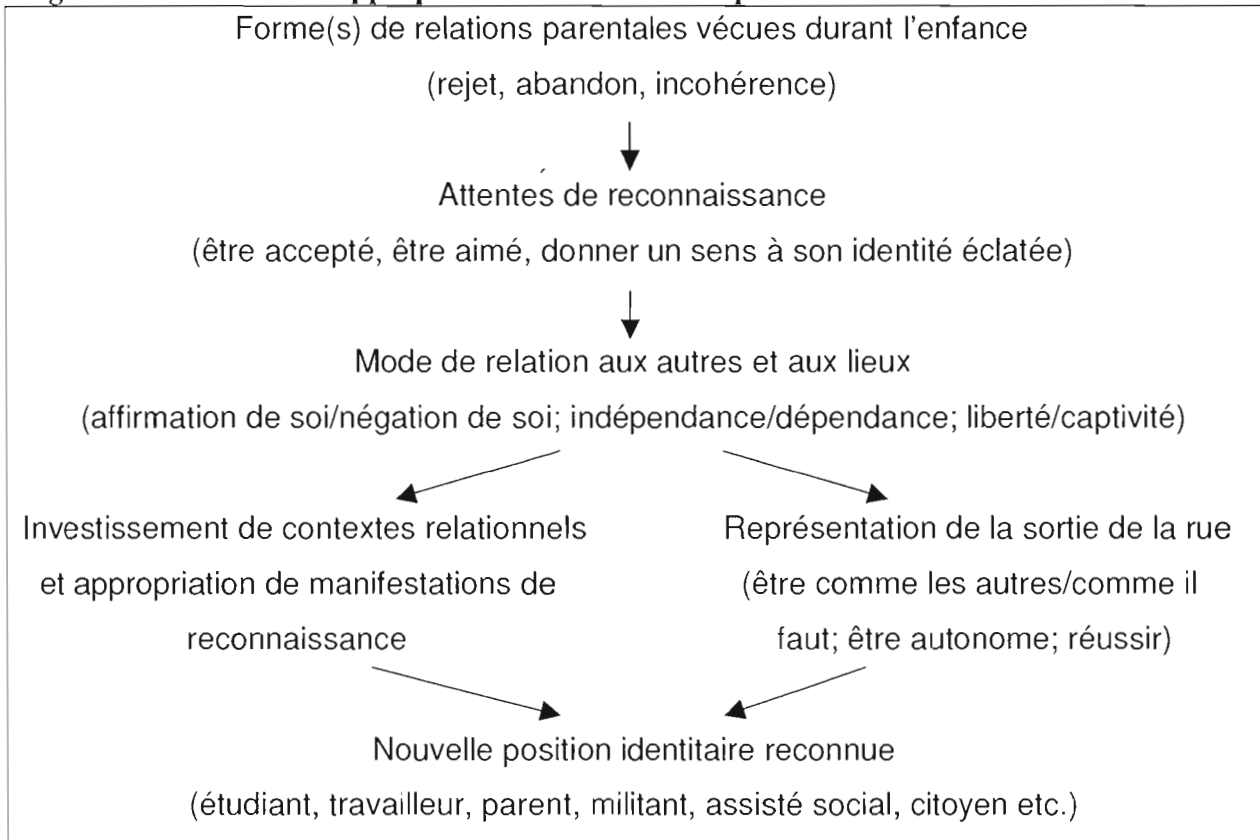 Forme(s) de relations parentales vécues durant l'enfance
(rejet, abandon, incohérence)
Attentes de reconnaissance
(être accepté, être aimé, donner un sens à son identité éclatée)
Mode de relation aux autres et aux lieux
(affirmation de soi/négation de soi; indépendance/dépendance; liberté/captivité)
Investissement de contextes relationnels
et appropriation de manifestations de
reconnaissance
Représentation de la sortie de la rue
(être comme les autres/comme il
faut; être autonome; réussir)
Nouvelle position identitaire reconnue
(étudiant, travailleur, parent, militant, assisté social, citoyen etc.)